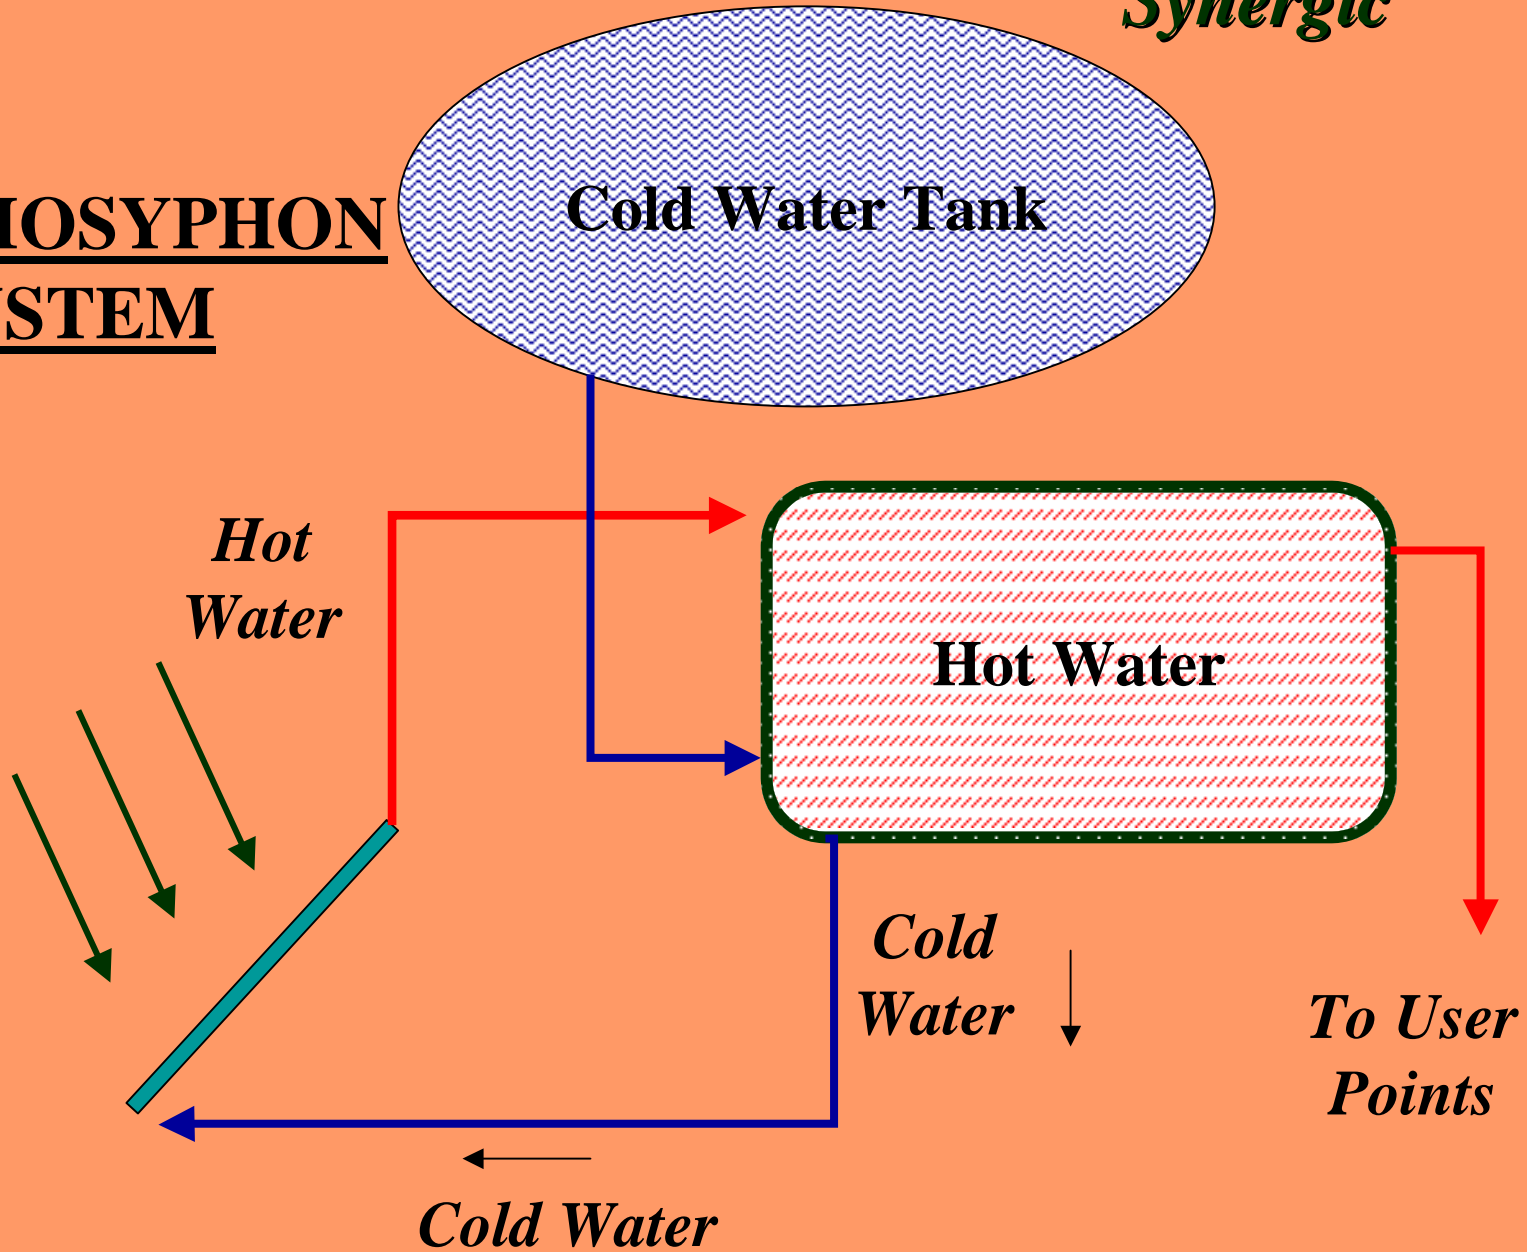 Synergic
IOSYPHON
STEM
Cold Water Tank
Hot
Water
Hot Water
Cold
Water
To User
Points
Cold Water